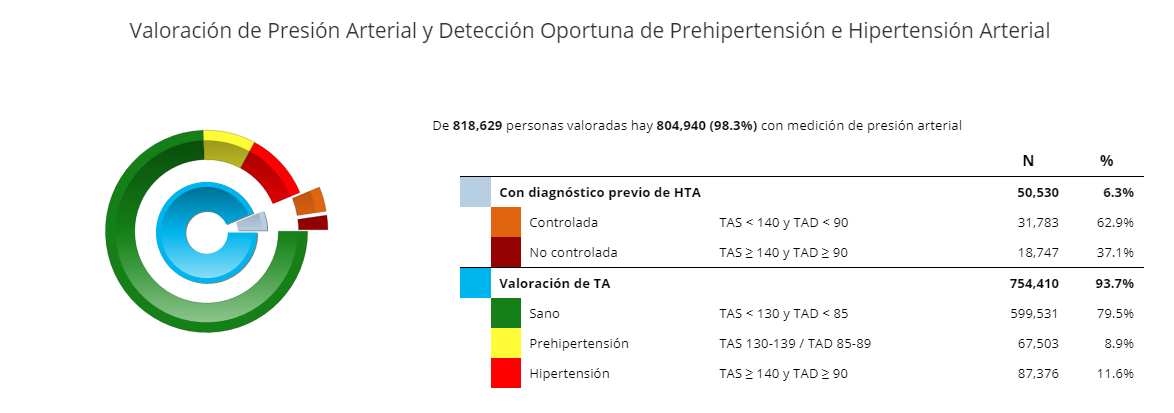 Valoración de Presión Arterial y Detección Oportuna de Prehipertensión e Hipertensión Arterial
De 818,629 personas valoradas hay 804,940 (98.3%) con medición de presión arterial
N %
Con diagnóstico previo de HTA 50,530 6.3%
Controlada TAS < 140 y TAD < 90 31,783 62.9%
No controlada TAS ≥ 140 y TAD ≥ 90 18,747 37.1%
Valoración de TA 754,410 93.7%
Sano TAS < 130 y TAD < 85 599,531 79.5%
Prehipertensión TAS 130-139 / TAD 85-89 67,503 8.9%
Hipertensión TAS ≥ 140 y TAD ≥ 90 87,376 11.6%